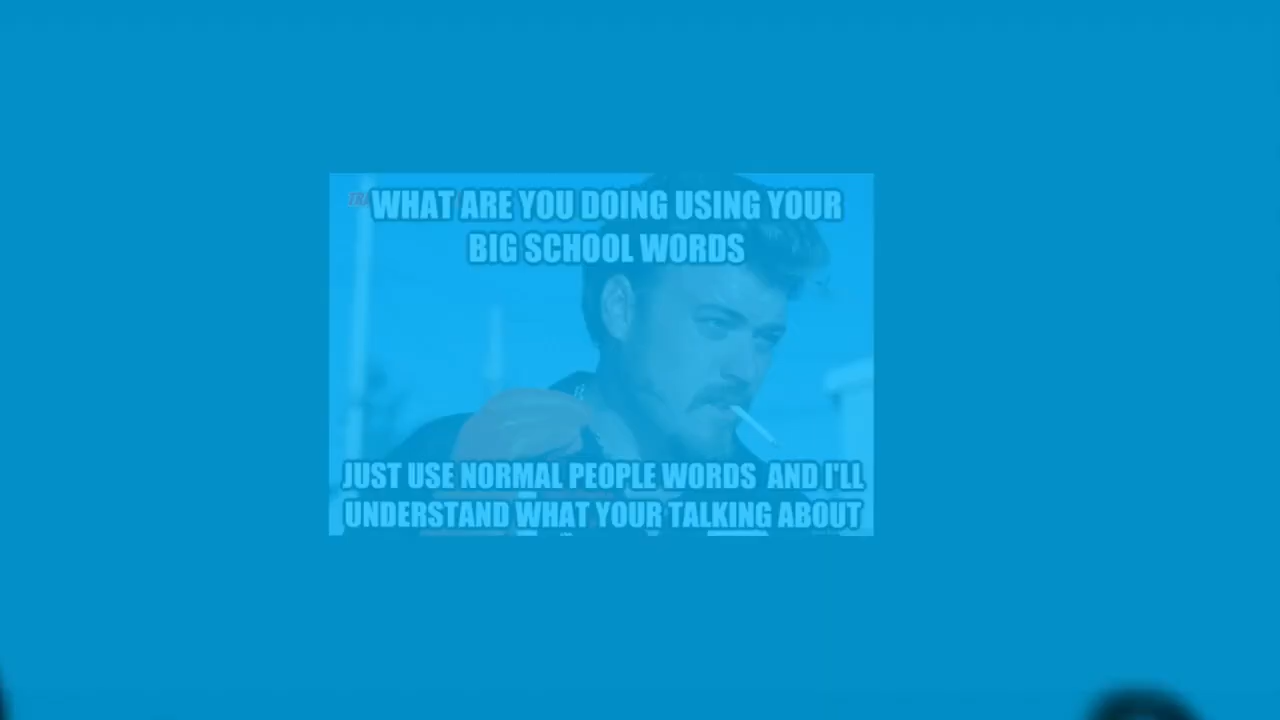 WHAT ARE YOU DOING USING YOUR
BIG SCHOOL WORDS
JUST USE NORMAL PEOPLE WORDS AND I'LL
UNDERSTAND WHAT YOUR TALKING ABOUT